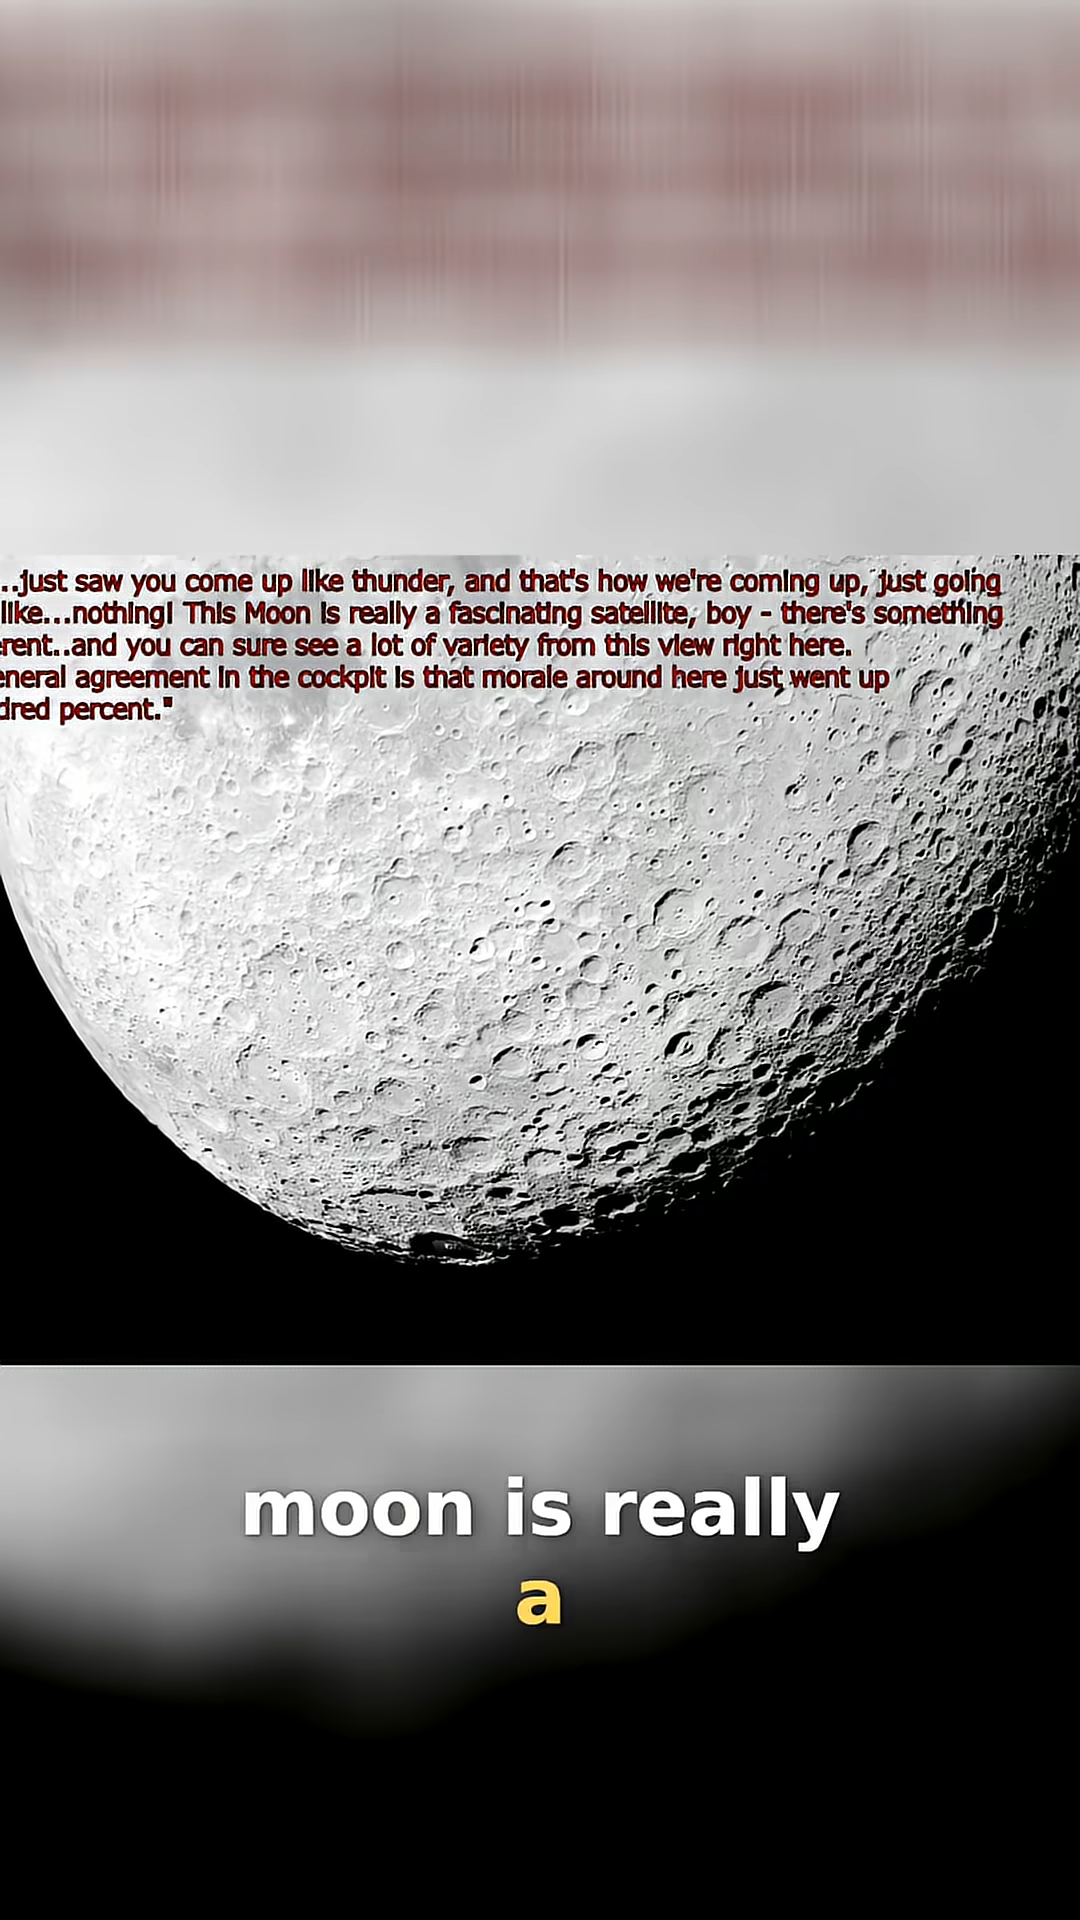 ...just saw you come up like thunder, and that's how we're coming up, just going
like...nothing! This Moon is really a fascinating satellite, boy - there's something
rent..and you can sure see a lot of variety from this view right here.
eneral agreement in the cockpit is that morale around here just went up
dred percent."
moon is really
a